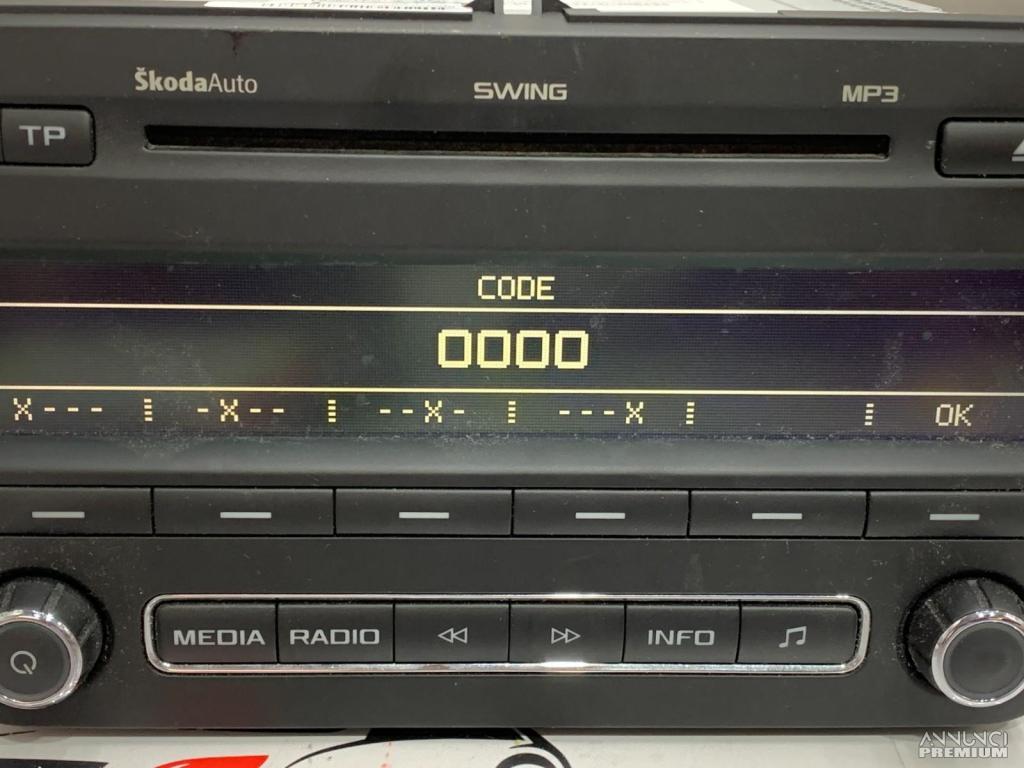 ŠkodaAuto SWING MP3
TP
CODE
0000
X--- -X-- --X- ---X OK
MEDIA RADIO INFO
ANNUNCI
PREMIUM